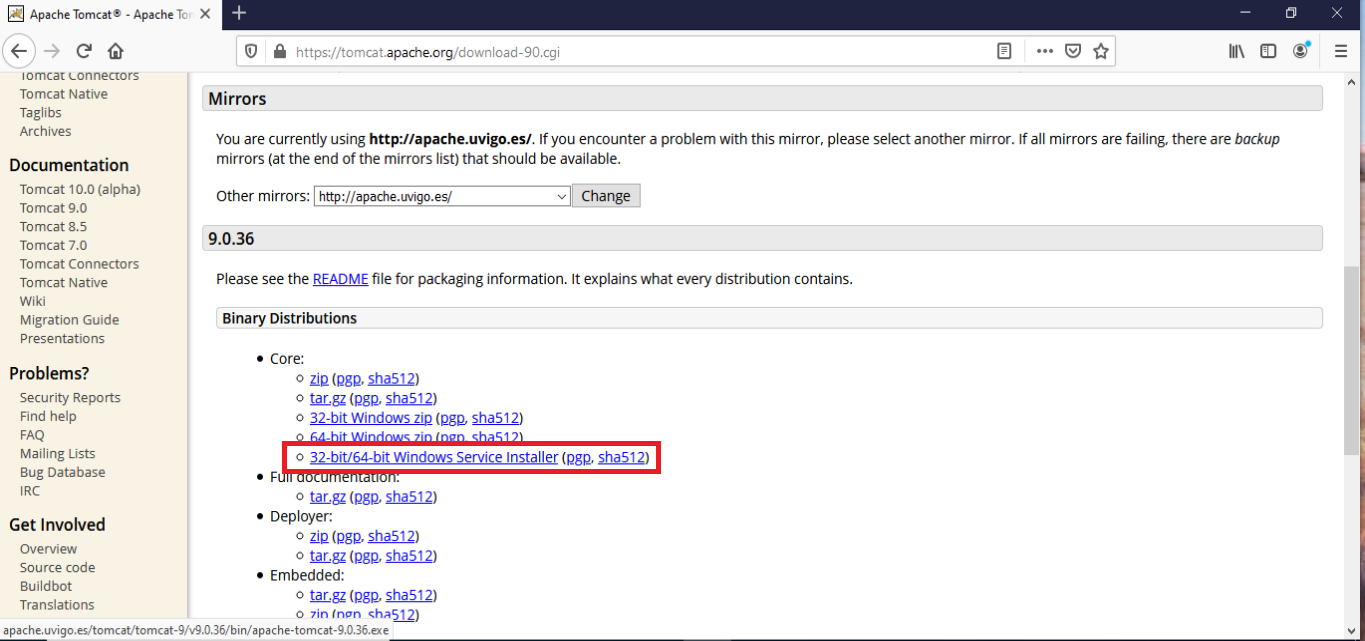 Apache Tomcat® - Apache Tom
https://tomcat.apache.org/download-90.cgi
Tomcat Connectors
Tomcat Native
Taglibs
Archives
Documentation
Tomcat 10.0 (alpha)
Tomcat 9.0
Tomcat 8.5
Tomcat 7.0
Tomcat Connectors
Tomcat Native
Wiki
Migration Guide
Presentations
Problems?
Security Reports
Find help
FAQ
Mailing Lists
Bug Database
IRC
Get Involved
Overview
Source code
Buildbot
Translations
Mirrors
You are currently using http://apache.uvigo.es/. If you encounter a problem with this mirror, please select another mirror. If all mirrors are failing, there are backup
mirrors (at the end of the mirrors list) that should be available.
Other mirrors: http://apache.uvigo.es/ Change
9.0.36
Please see the README file for packaging information. It explains what every distribution contains.
Binary Distributions
Core:
zip (pgp, sha512)
tar.gz (pgp, sha512)
32-bit Windows zip (pgp, sha512)
64-bit Windows zip (pgp, sha512)
32-bit/64-bit Windows Service Installer (pgp, sha512)
Full documentation:
tar.gz (pgp, sha512)
Deployer:
zip (pgp, sha512)
tar.gz (pgp, sha512)
Embedded:
tar.gz (pgp, sha512)
zip (pgp, sha512)
apache.uvigo.es/tomcat/tomcat-9/v9.0.36/bin/apache-tomcat-9.0.36.exe